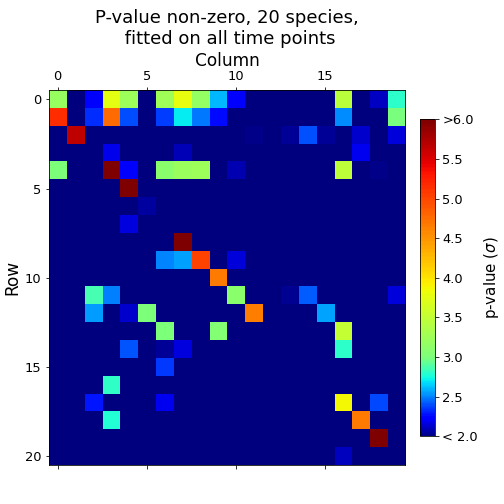 P-value non-zero, 20 species,
fitted on all time points
Column
0 5 10 15
Row
0
5
10
15
20
>6.0
5.5
5.0
4.5
4.0
3.5
3.0
2.5
< 2.0
p-value (σ)